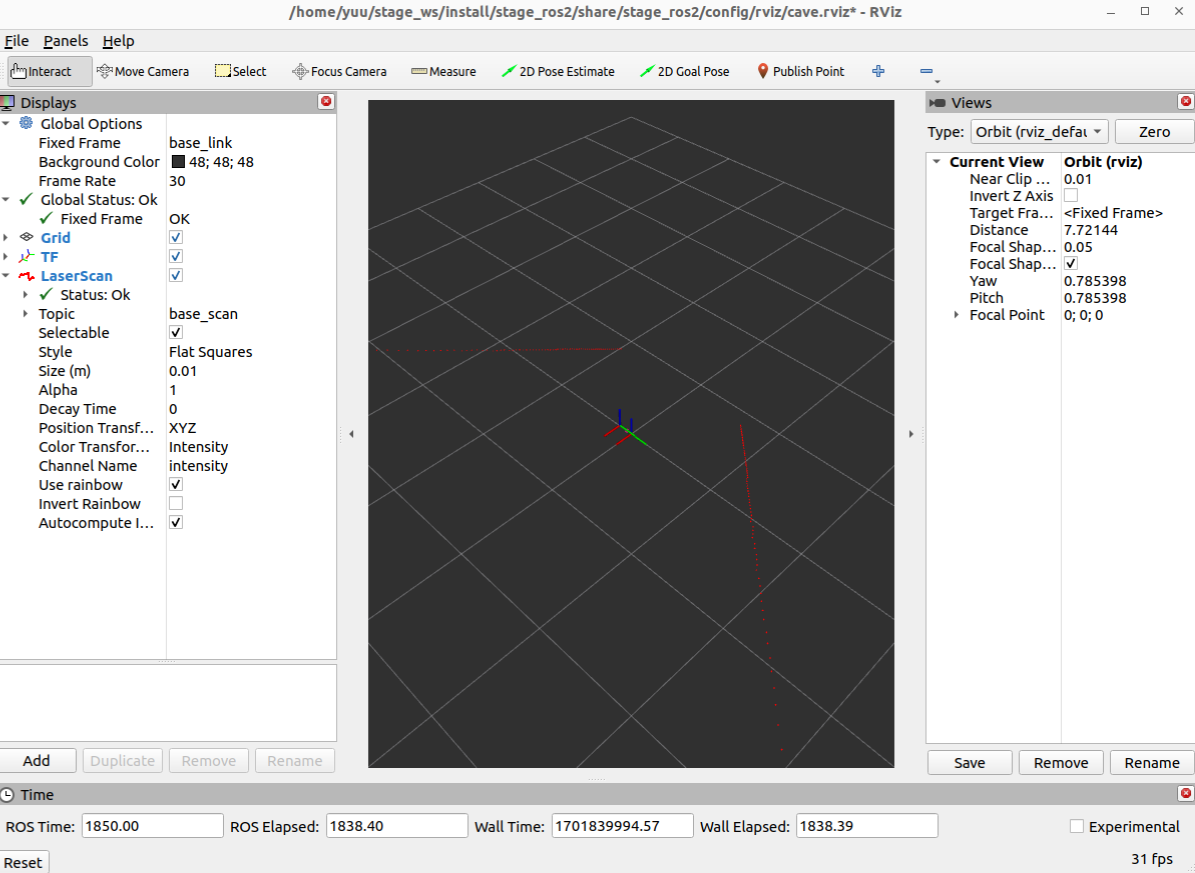 /home/yuu/stage_ws/install/stage_ros2/share/stage_ros2/config/rviz/cave.rviz* - RViz
File Panels Help
Interact Move Camera Select Focus Camera Measure 2D Pose Estimate 2D Goal Pose Publish Point
Displays
Global Options
Fixed Frame base_link
Background Color 48; 48; 48
Frame Rate 30
Global Status: Ok
Fixed Frame OK
Grid
TF
LaserScan
Status: Ok
Topic base_scan
Selectable
Style Flat Squares
Size (m) 0.01
Alpha 1
Decay Time 0
Position Transf... XYZ
Color Transfor... Intensity
Channel Name intensity
Use rainbow
Invert Rainbow
Autocompute I...
Add Duplicate Remove Rename
Views
Type: Orbit (rviz_defau Zero
Current View Orbit (rviz)
Near Clip ... 0.01
Invert Z Axis
Target Fra... <Fixed Frame>
Distance 7.72144
Focal Shap... 0.05
Focal Shap...
Yaw 0.785398
Pitch 0.785398
Focal Point 0; 0; 0
Save Remove Rename
Time
ROS Time: 1850.00 ROS Elapsed: 1838.40 Wall Time: 1701839994.57 Wall Elapsed: 1838.39 Experimental
Reset 31 fps